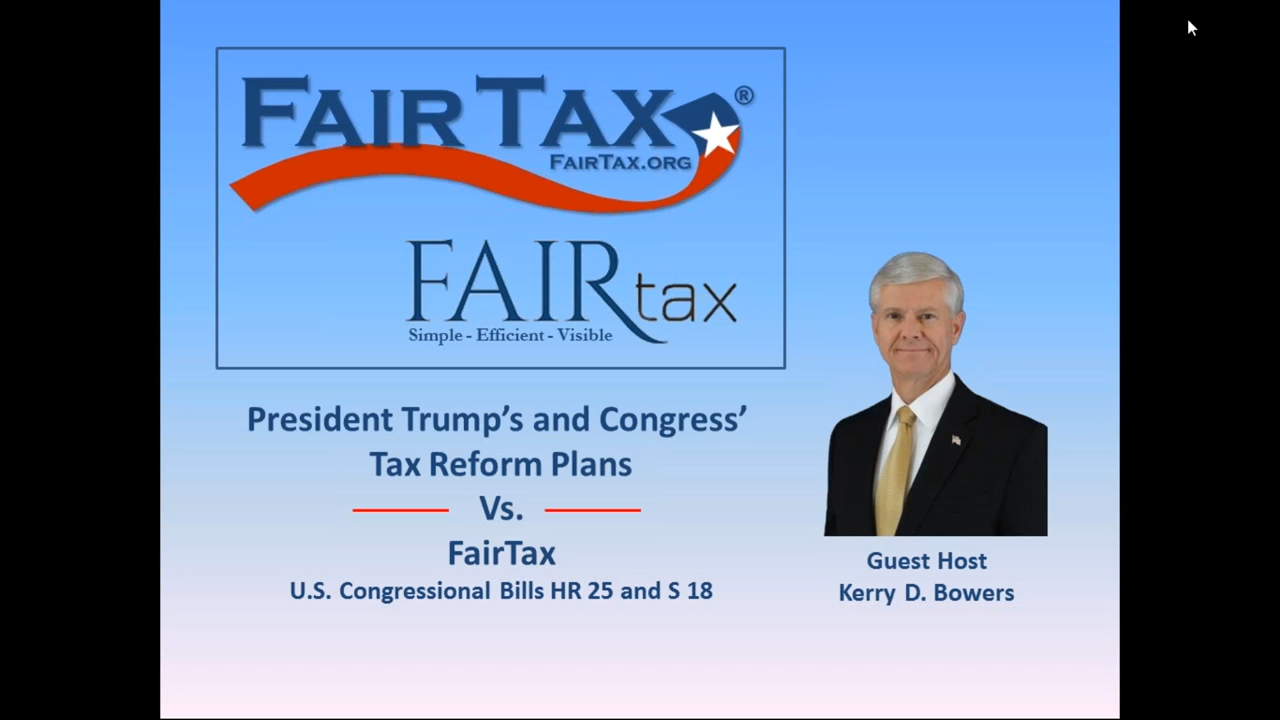 FAIRTAX®
FAIRTAX.ORG
FAIRtax
Simple - Efficient - Visible
President Trump's and Congress'
Tax Reform Plans
Vs.
FairTax
U.S. Congressional Bills HR 25 and S 18
Guest Host
Kerry D. Bowers